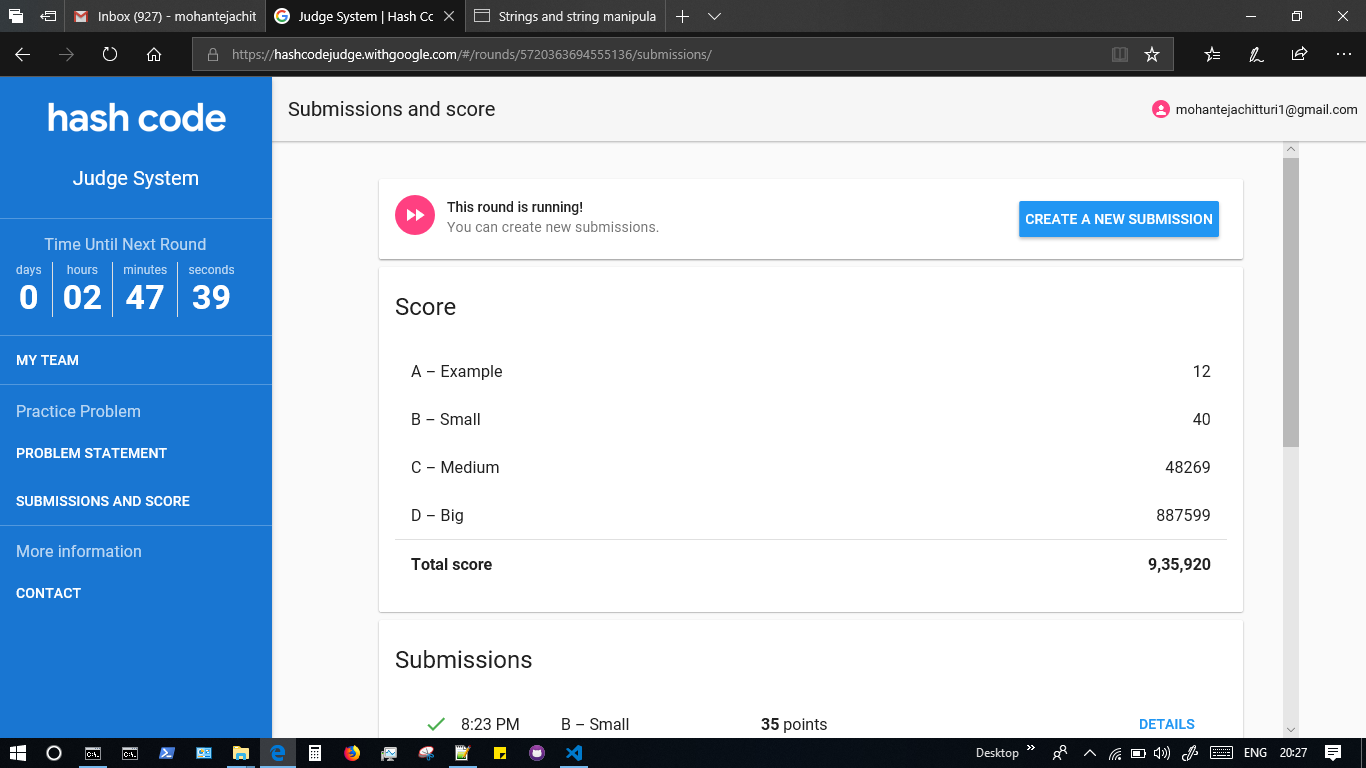 Inbox (927) - mohantejachit
Judge System | Hash Cc
Strings and string manipula
https://hashcodejudge.withgoogle.com/#/rounds/5720363694555136/submissions/
hash code
Judge System
Time Until Next Round
days hours minutes seconds
0 02 47 39
MY TEAM
Practice Problem
PROBLEM STATEMENT
SUBMISSIONS AND SCORE
More information
CONTACT
Submissions and score
mohantejachitturi1@gmail.com
This round is running!
You can create new submissions.
CREATE A NEW SUBMISSION
Score
A – Example 12
B – Small 40
C – Medium 48269
D – Big 887599
Total score 9,35,920
Submissions
8:23 PM B – Small 35 points DETAILS
Desktop
ENG
20:27